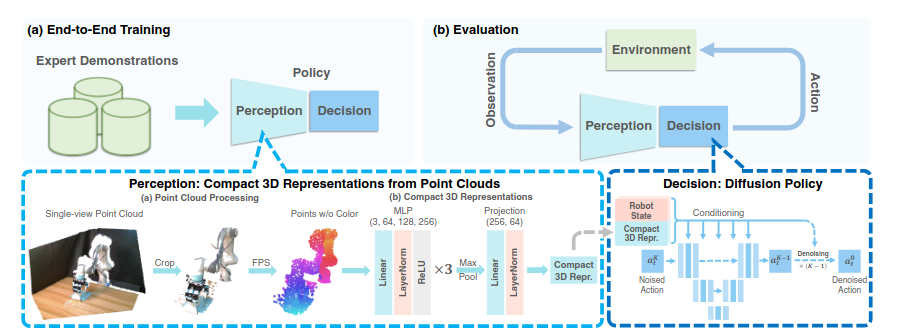 (a) End-to-End Training
Expert Demonstrations
Policy
Perception
Decision
(b) Evaluation
Environment
Observation
Action
Perception
Decision
Perception: Compact 3D Representations from Point Clouds
(a) Point Cloud Processing
(b) Compact 3D Representations
Single-view Point Cloud
Crop
FPS
Points w/o Color
MLP
(3, 64, 128, 256)
Linear
LayerNorm
ReLU
×3
Max
Pool
Projection
(256, 64)
Linear
LayerNorm
Compact
3D Repr.
Decision: Diffusion Policy
Robot
State
Compact
3D Repr.
Conditioning
a_t^K
Noised
Action
a_t^{K-1}
Denoising
× (K − 1)
a_t^0
Denoised
Action